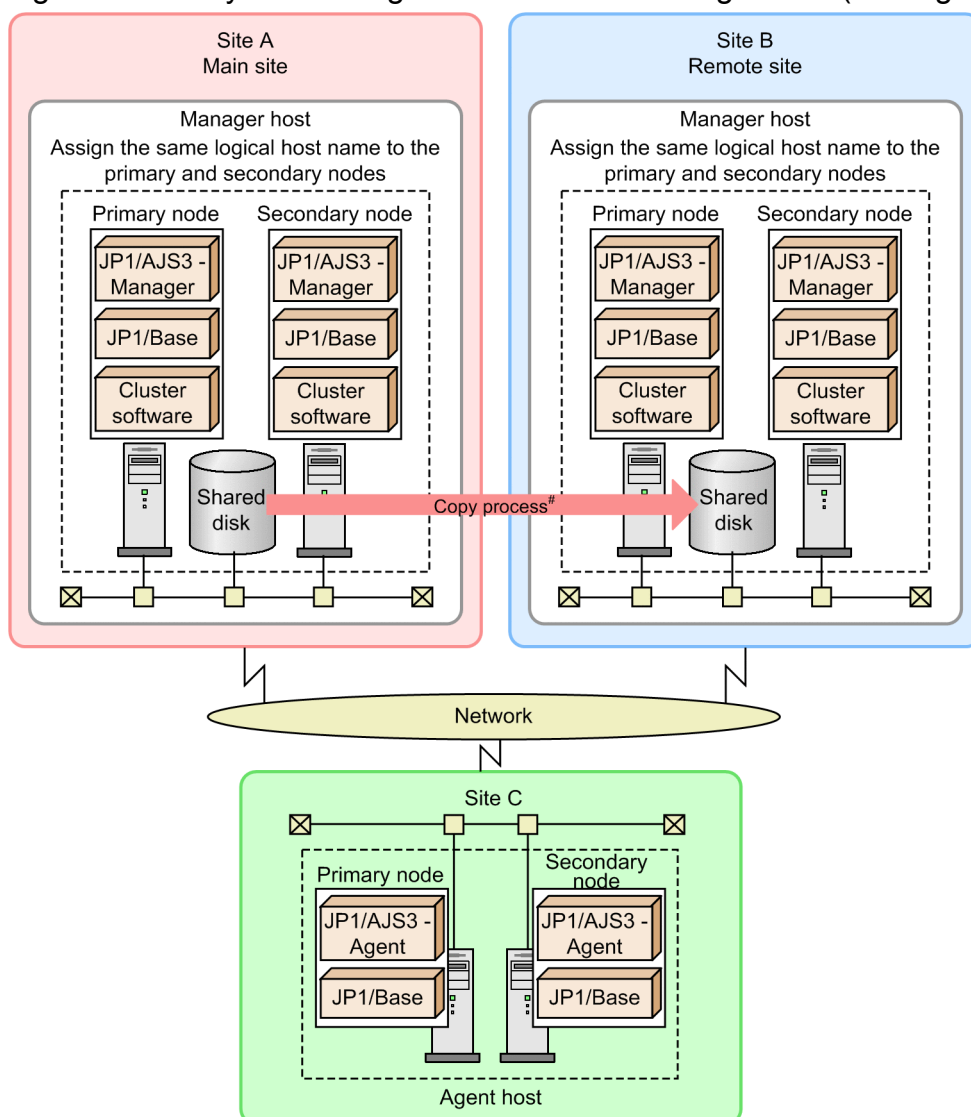 Site A
Main site
Manager host
Assign the same logical host name to the
primary and secondary nodes
Primary node
Secondary node
JP1/AJS3 -
Manager
JP1/Base
Cluster
software
JP1/AJS3 -
Manager
JP1/Base
Cluster
software
Shared
disk
Site B
Remote site
Manager host
Assign the same logical host name to the
primary and secondary nodes
Primary node
Secondary node
JP1/AJS3 -
Manager
JP1/Base
Cluster
software
JP1/AJS3 -
Manager
JP1/Base
Cluster
software
Shared
disk
Copy process#
Network
Site C
Primary node
Secondary
node
JP1/AJS3 -
Agent
JP1/Base
JP1/AJS3 -
Agent
JP1/Base
Agent host